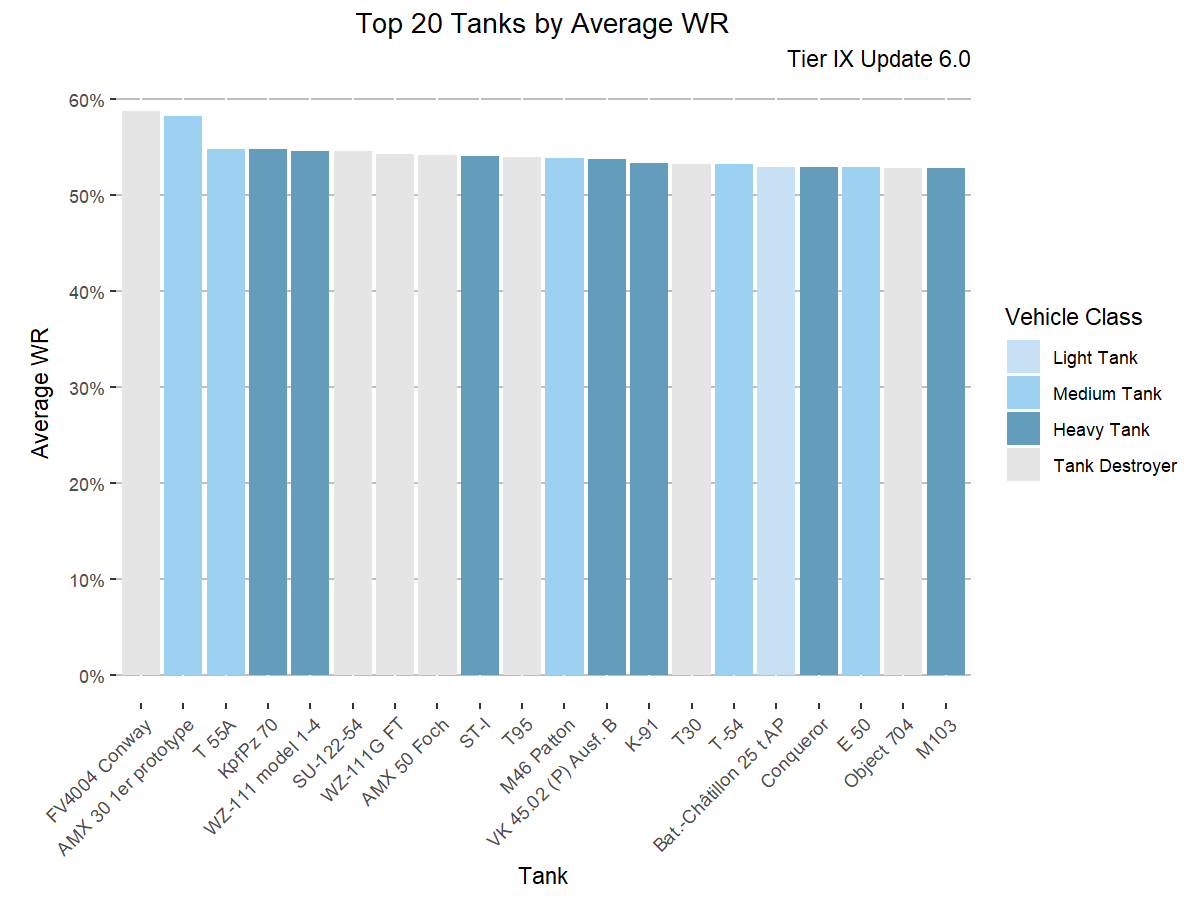 Top 20 Tanks by Average WR
Tier IX Update 6.0
60%
50%
40%
30%
20%
10%
0%
Average WR
FV4004 Conway
AMX 30 1er prototype
T 55A
KpfPz 70
WZ-111 model 1-4
SU-122-54
WZ-111G FT
AMX 50 Foch
ST-I
T95
M46 Patton
VK 45.02 (P) Ausf. B
K-91
T30
T-54
Bat.-Châtillon 25 t AP
Conqueror
E 50
Object 704
M103
Tank
Vehicle Class
Light Tank
Medium Tank
Heavy Tank
Tank Destroyer